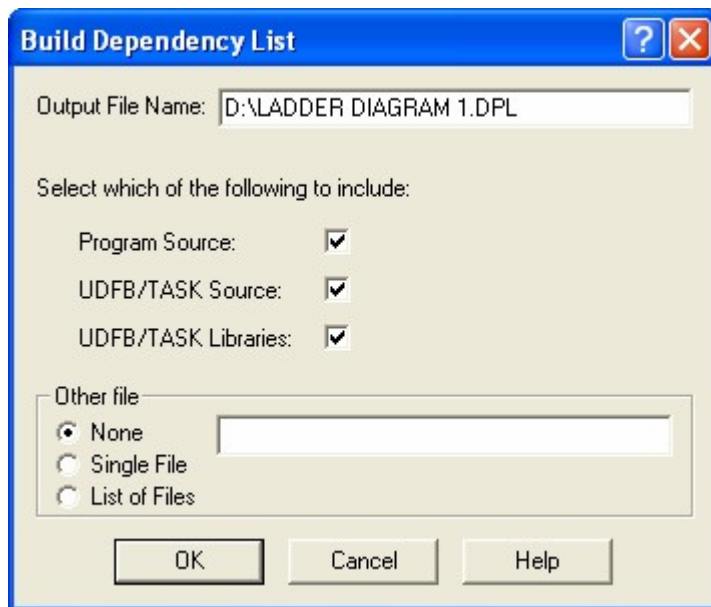 Build Dependency List
?
Output File Name: D:\LADDER DIAGRAM 1.DPL
Select which of the following to include:
Program Source:
UDFB/TASK Source:
UDFB/TASK Libraries:
Other file
None
Single File
List of Files
OK Cancel Help